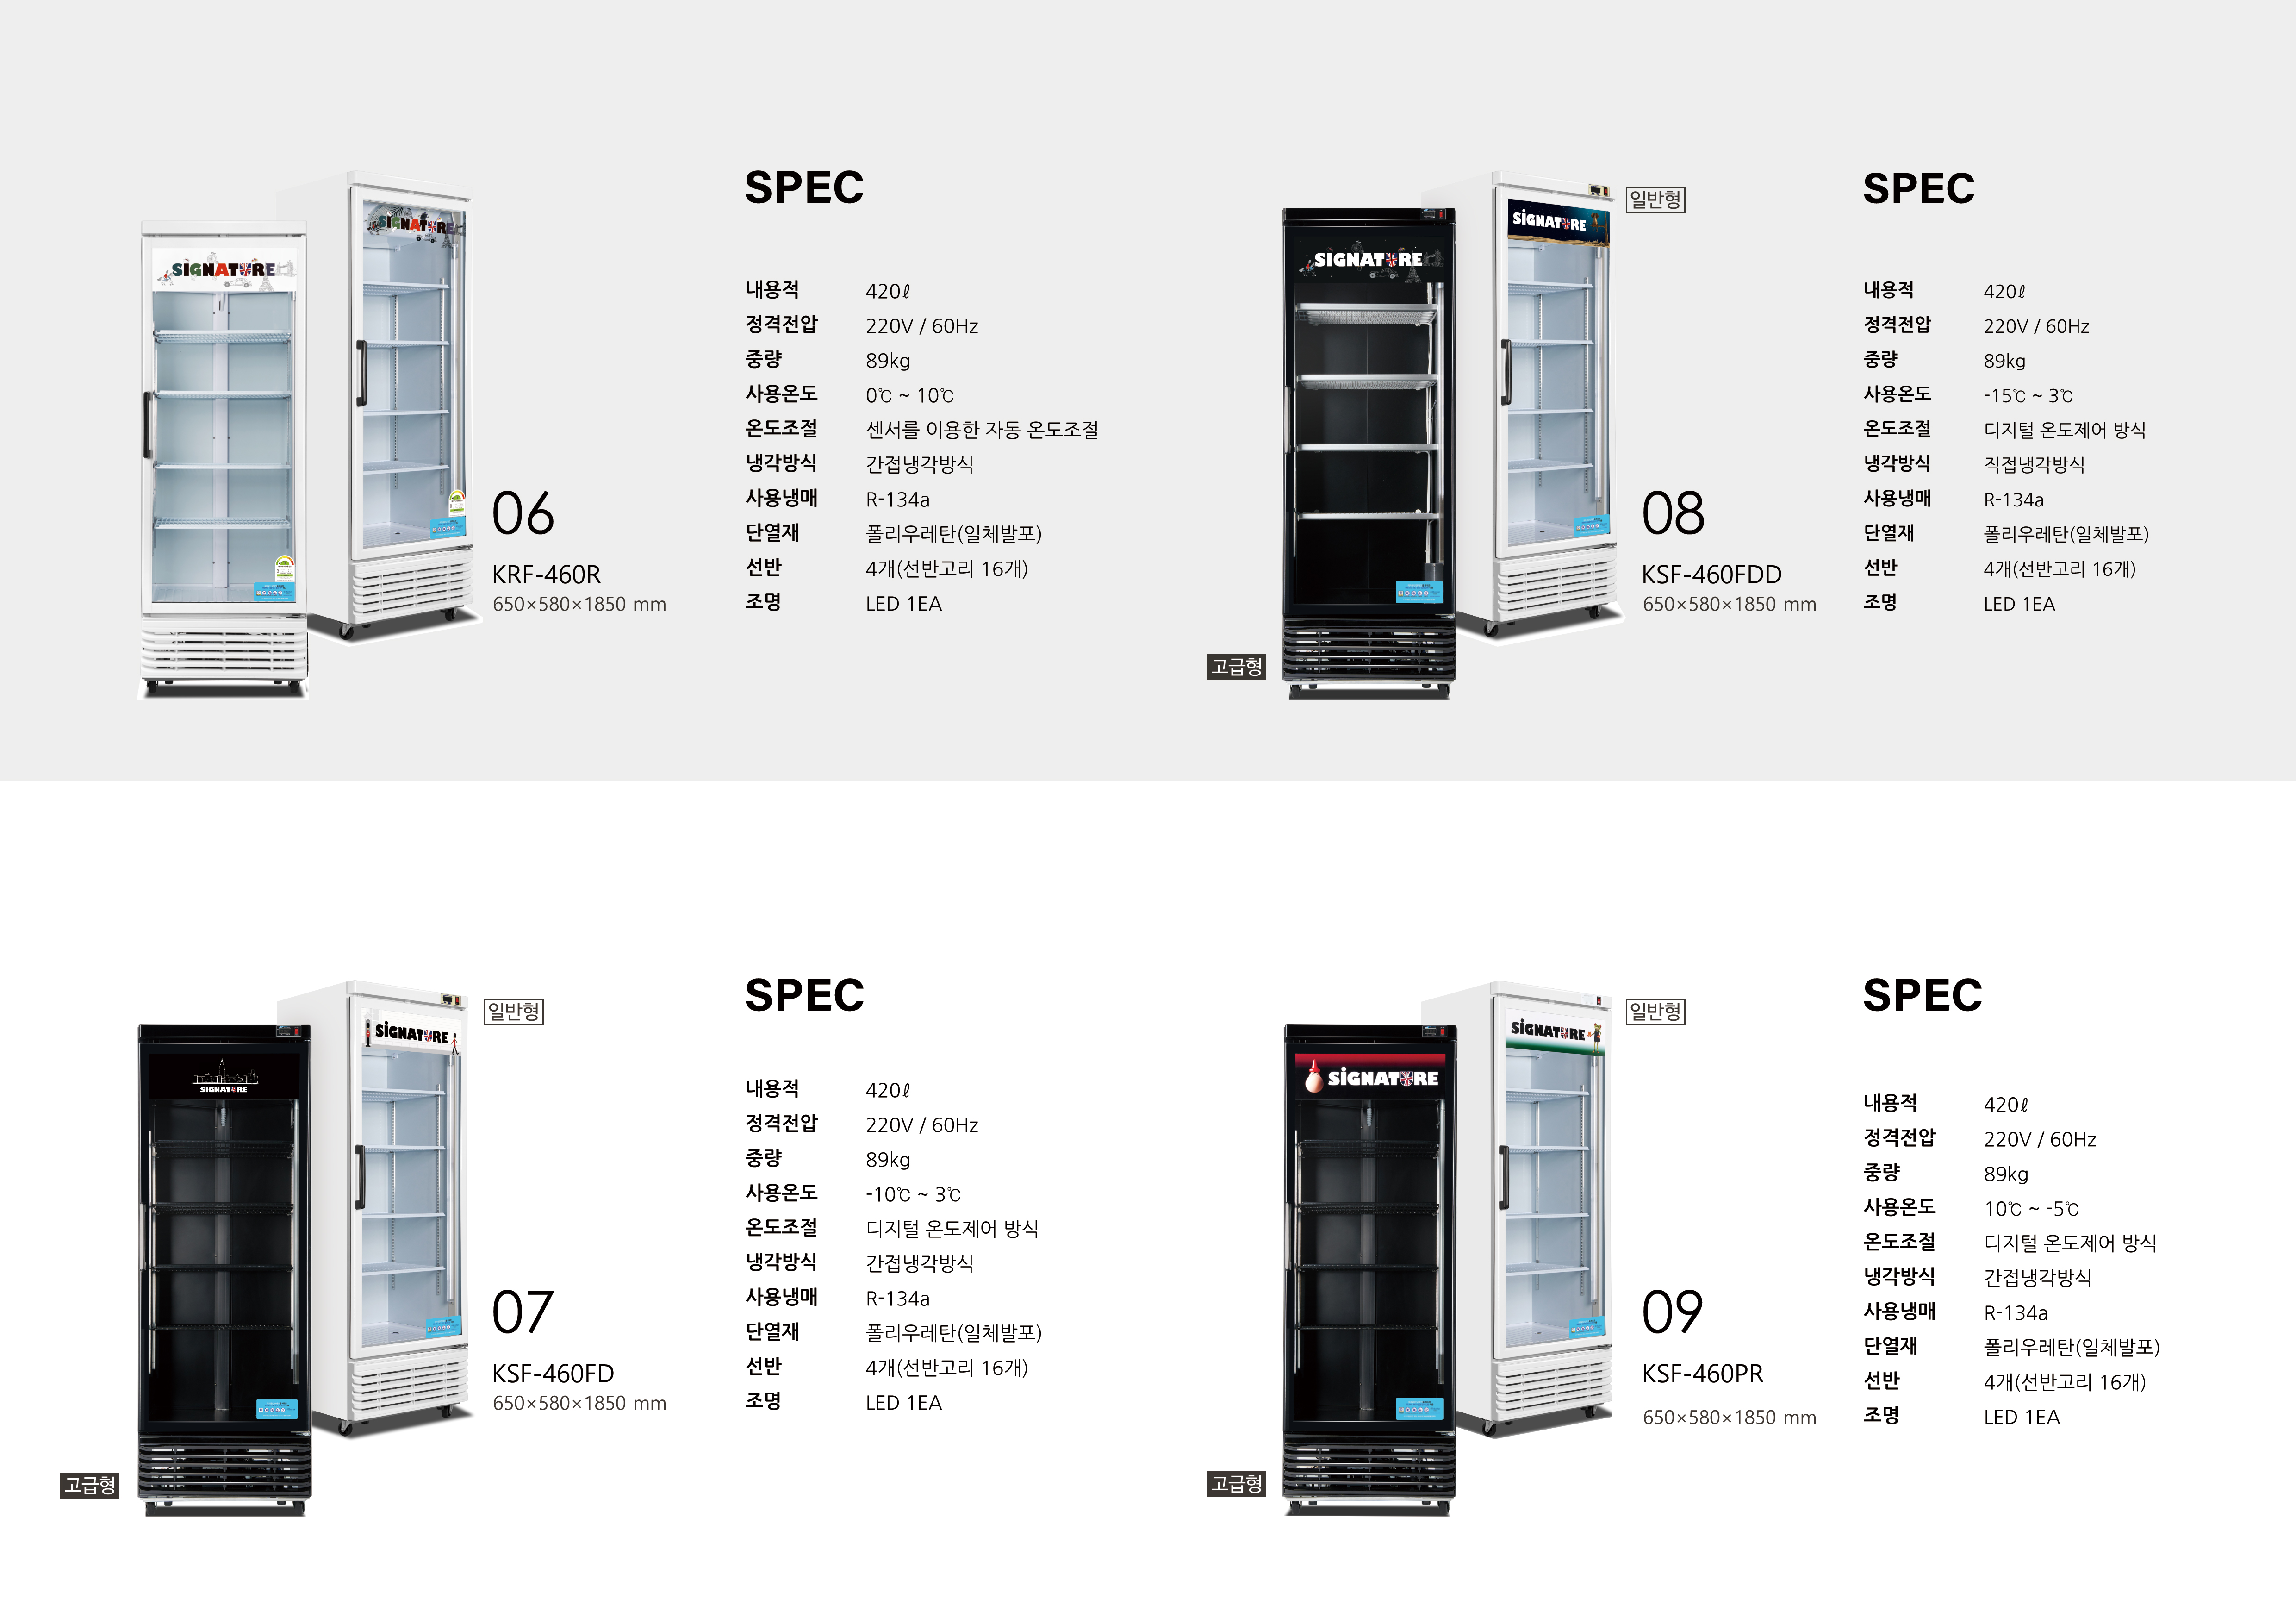 SIGNATURE
SIGNATURE
06
KRF-460R
650×580×1850 mm
SPEC
내용적 420ℓ
정격전압 220V / 60Hz
중량 89kg
사용온도 0℃ ~ 10℃
온도조절 센서를 이용한 자동 온도조절
냉각방식 간접냉각방식
사용냉매 R-134a
단열재 폴리우레탄(일체발포)
선반 4개(선반고리 16개)
조명 LED 1EA
SIGNATURE
SIGNATURE
일반형
고급형
08
KSF-460FDD
650×580×1850 mm
SPEC
내용적 420ℓ
정격전압 220V / 60Hz
중량 89kg
사용온도 -15℃ ~ 3℃
온도조절 디지털 온도제어 방식
냉각방식 직접냉각방식
사용냉매 R-134a
단열재 폴리우레탄(일체발포)
선반 4개(선반고리 16개)
조명 LED 1EA
SIGNATURE
SIGNATURE
일반형
고급형
07
KSF-460FD
650×580×1850 mm
SPEC
내용적 420ℓ
정격전압 220V / 60Hz
중량 89kg
사용온도 -10℃ ~ 3℃
온도조절 디지털 온도제어 방식
냉각방식 간접냉각방식
사용냉매 R-134a
단열재 폴리우레탄(일체발포)
선반 4개(선반고리 16개)
조명 LED 1EA
SIGNATURE
SIGNATURE
일반형
고급형
09
KSF-460PR
650×580×1850 mm
SPEC
내용적 420ℓ
정격전압 220V / 60Hz
중량 89kg
사용온도 10℃ ~ -5℃
온도조절 디지털 온도제어 방식
냉각방식 간접냉각방식
사용냉매 R-134a
단열재 폴리우레탄(일체발포)
선반 4개(선반고리 16개)
조명 LED 1EA